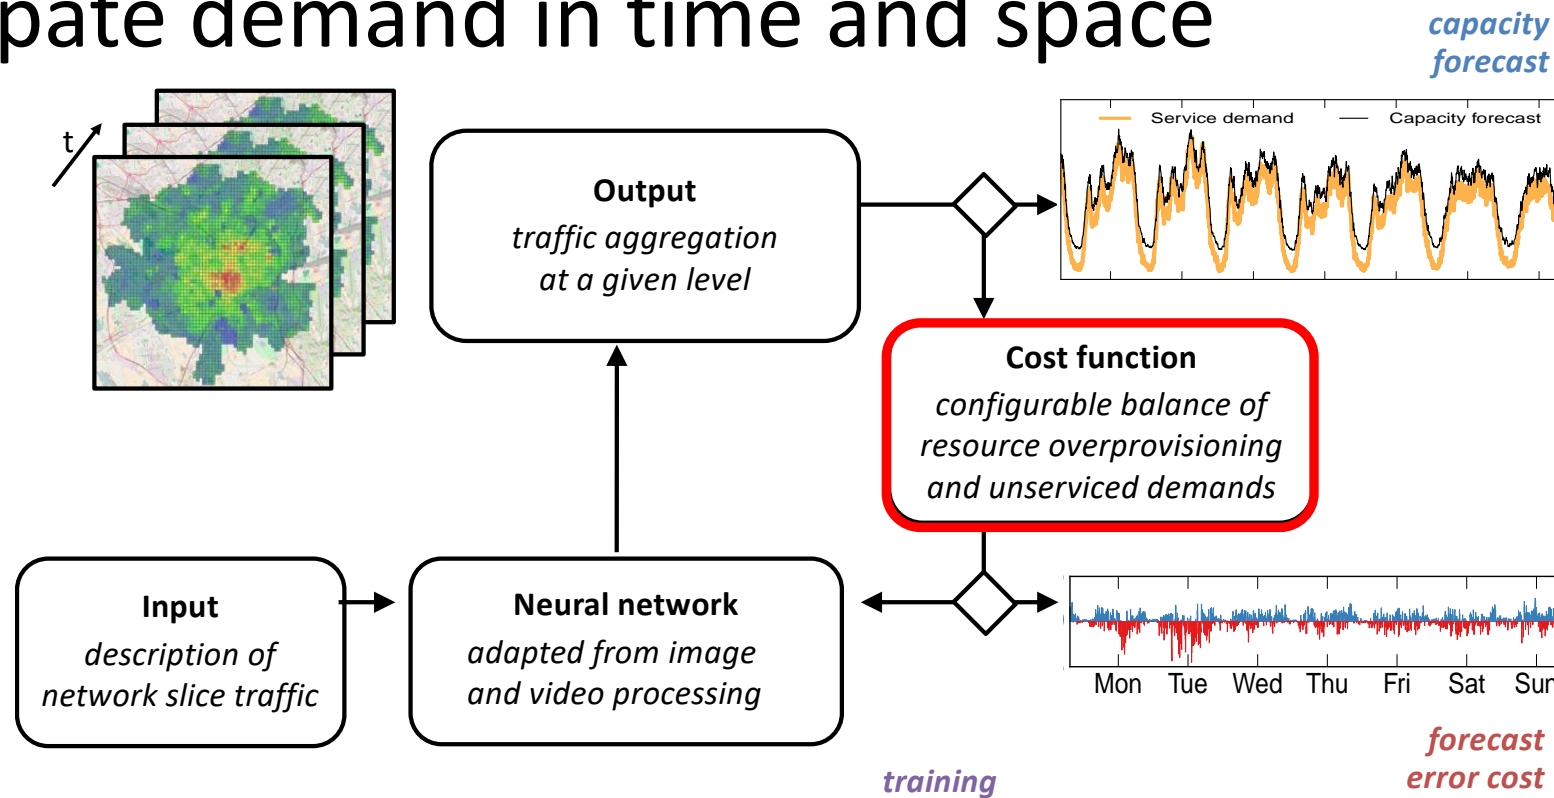 pate demand in time and space
capacity
forecast
t
Service demand
Capacity forecast
Output
traffic aggregation
at a given level
Cost function
configurable balance of
resource overprovisioning
and unserviced demands
Input
description of
network slice traffic
Neural network
adapted from image
and video processing
Mon Tue Wed Thu Fri Sat Sun
forecast
error cost
training